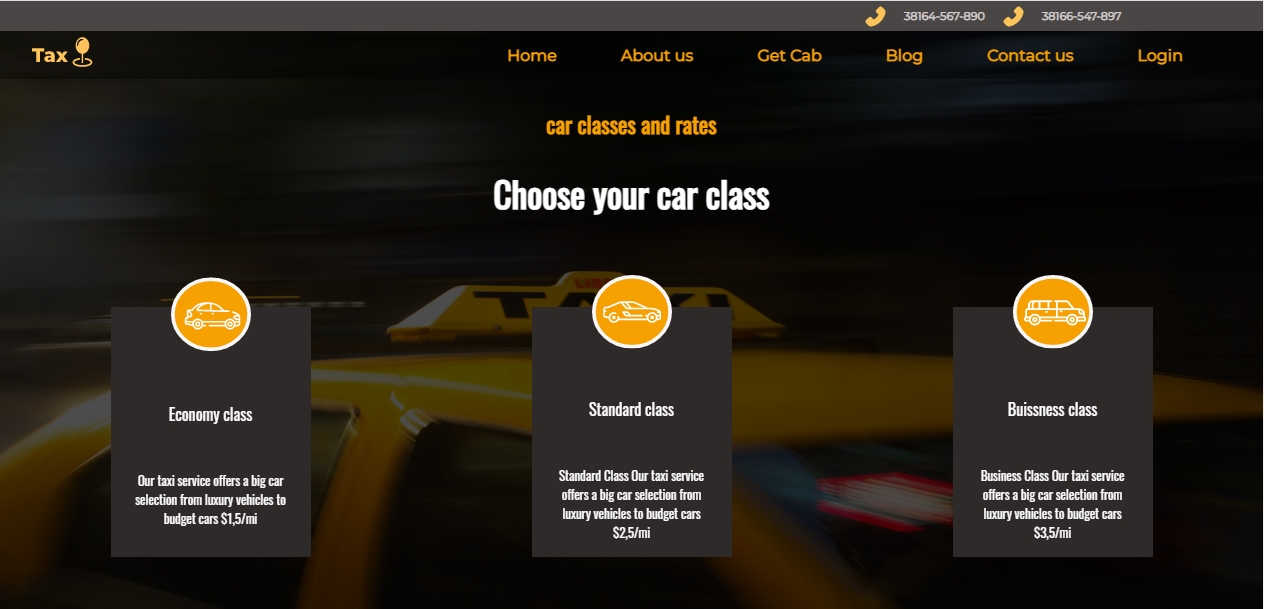 38164-567-890 38166-547-897
Tax Home About us Get Cab Blog Contact us Login
car classes and rates
Choose your car class
TAXI
Economy class
Our taxi service offers a big car
selection from luxury vehicles to
budget cars $1,5/mi
Standard class
Standard Class Our taxi service
offers a big car selection from
luxury vehicles to budget cars
$2,5/mi
Buissness class
Business Class Our taxi service
offers a big car selection from
luxury vehicles to budget cars
$3,5/mi